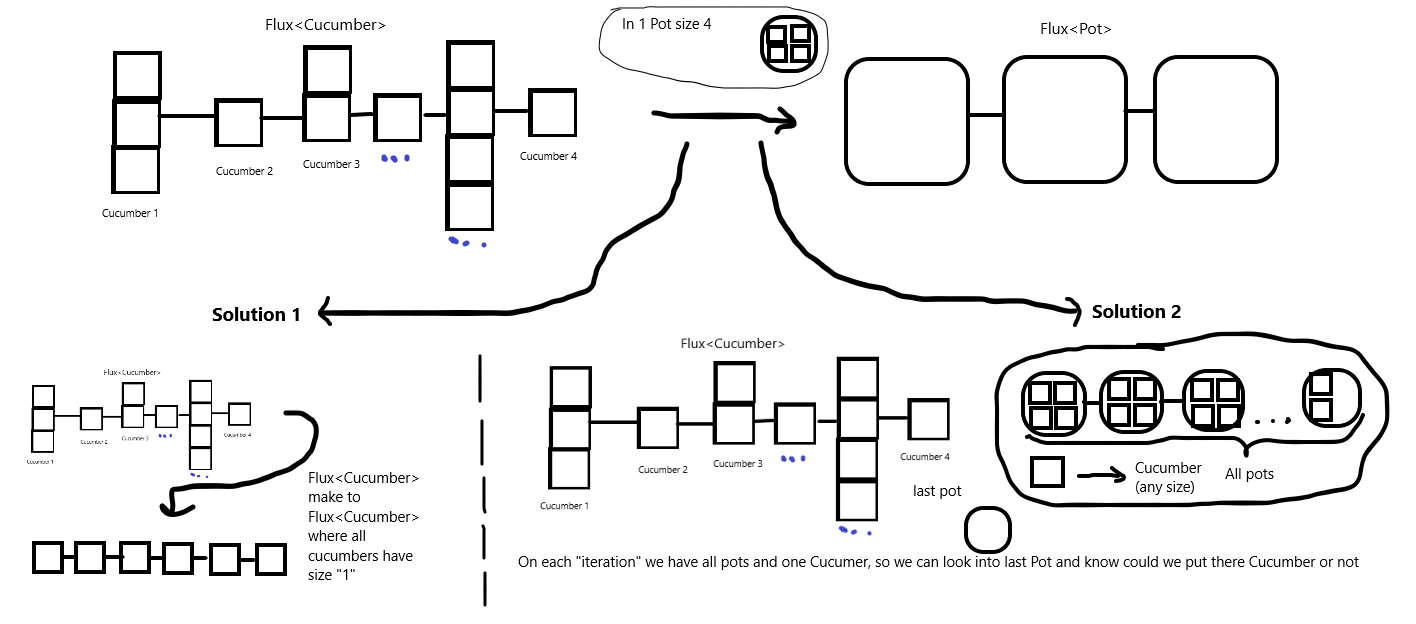 Flux<Cucumber>
In 1 Pot size 4
Flux<Pot>
Cucumber 1
Cucumber 2
Cucumber 3
Cucumber 4
Solution 1
Solution 2
Flux<Cucumber>
Cucumber 1
Cucumber 2
Cucumber 3
Cucumber 4
Flux<Cucumber>
make to
Flux<Cucumber>
where all
cucumbers have
size "1"
Flux<Cucumber>
Cucumber 1
Cucumber 2
Cucumber 3
Cucumber 4
last pot
Cucumber
(any size)
All pots
On each "iteration" we have all pots and one Cucumer, so we can look into last Pot and know could we put there Cucumber or not